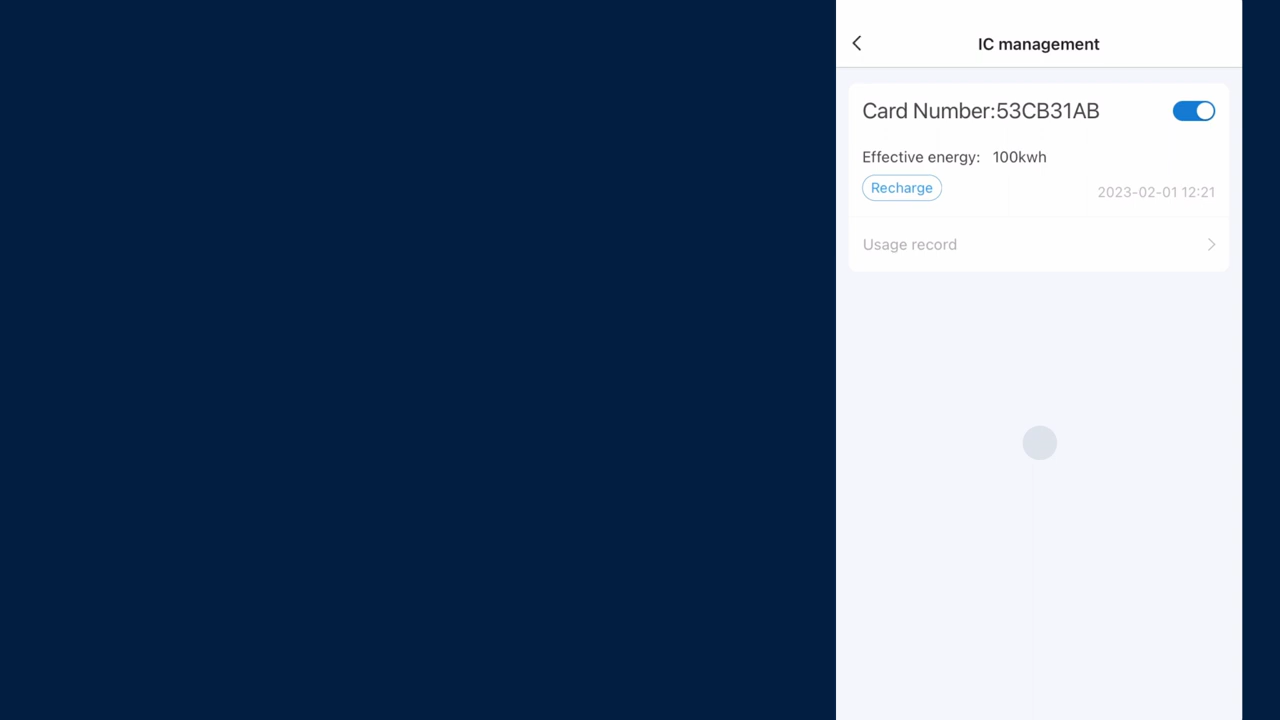 IC management
Card Number:53CB31AB
Effective energy: 100kwh
Recharge
2023-02-01 12:21
Usage record